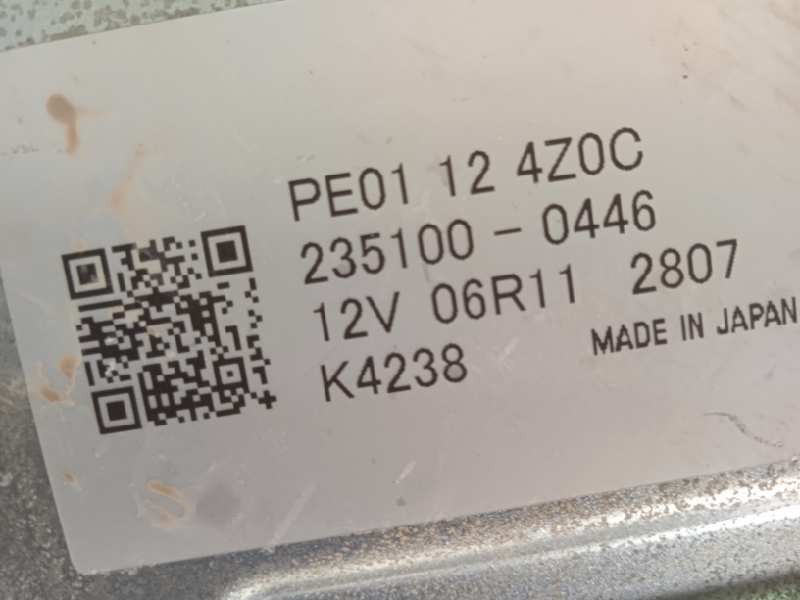 PE01 12 4Z0C
235100-0446
12V 06R11 2807
K4238 MADE IN JAPAN